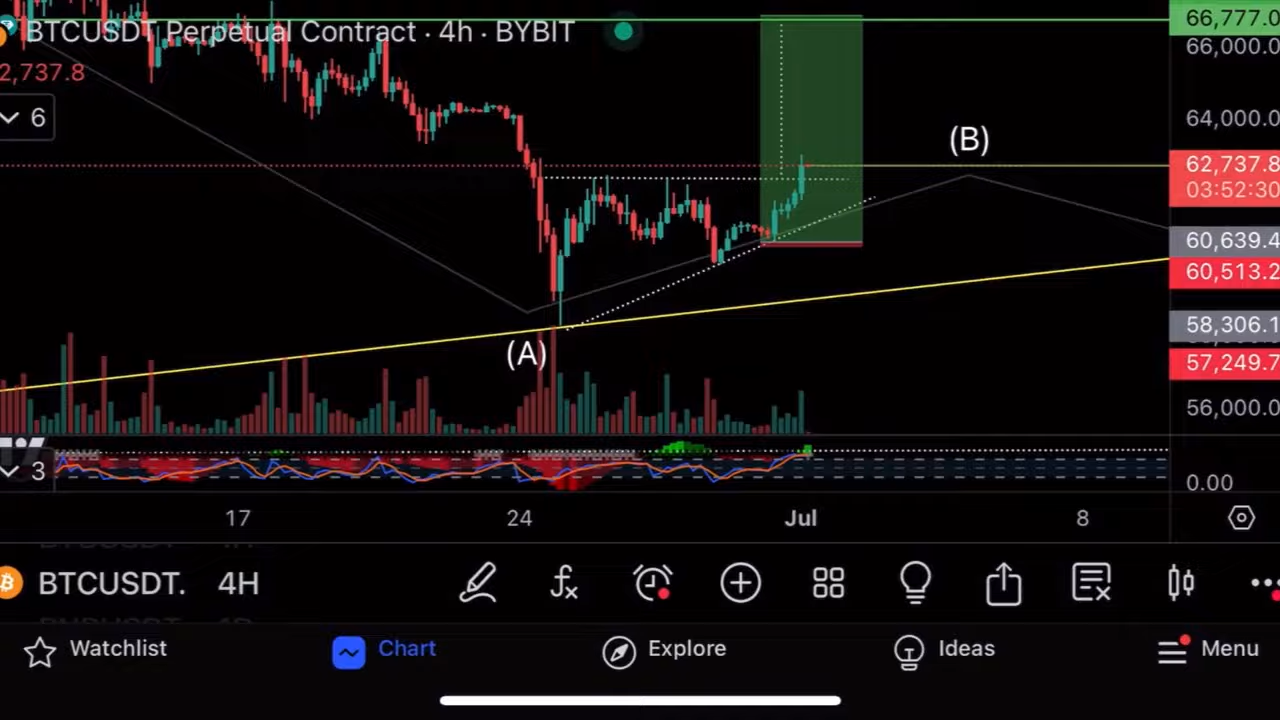 BTCUSDT Perpetual Contract · 4h · BYBIT
2,737.8
6
66,777.0
66,000.0
64,000.0
(B)
62,737.8
03:52:30
60,639.4
60,513.2
58,306.1
(A)
57,249.7
56,000.0
3
0.00
17 24 Jul 8
BTCUSDT. 4H
Watchlist Chart Explore Ideas Menu